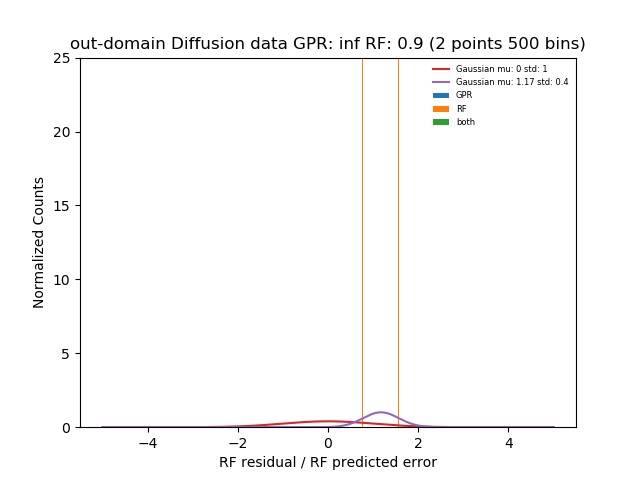 out-domain Diffusion data GPR: inf RF: 0.9 (2 points 500 bins)
Normalized Counts
25
20
15
10
5
0
−4
−2
0
2
4
RF residual / RF predicted error
Gaussian mu: 0 std: 1
Gaussian mu: 1.17 std: 0.4
GPR
RF
both